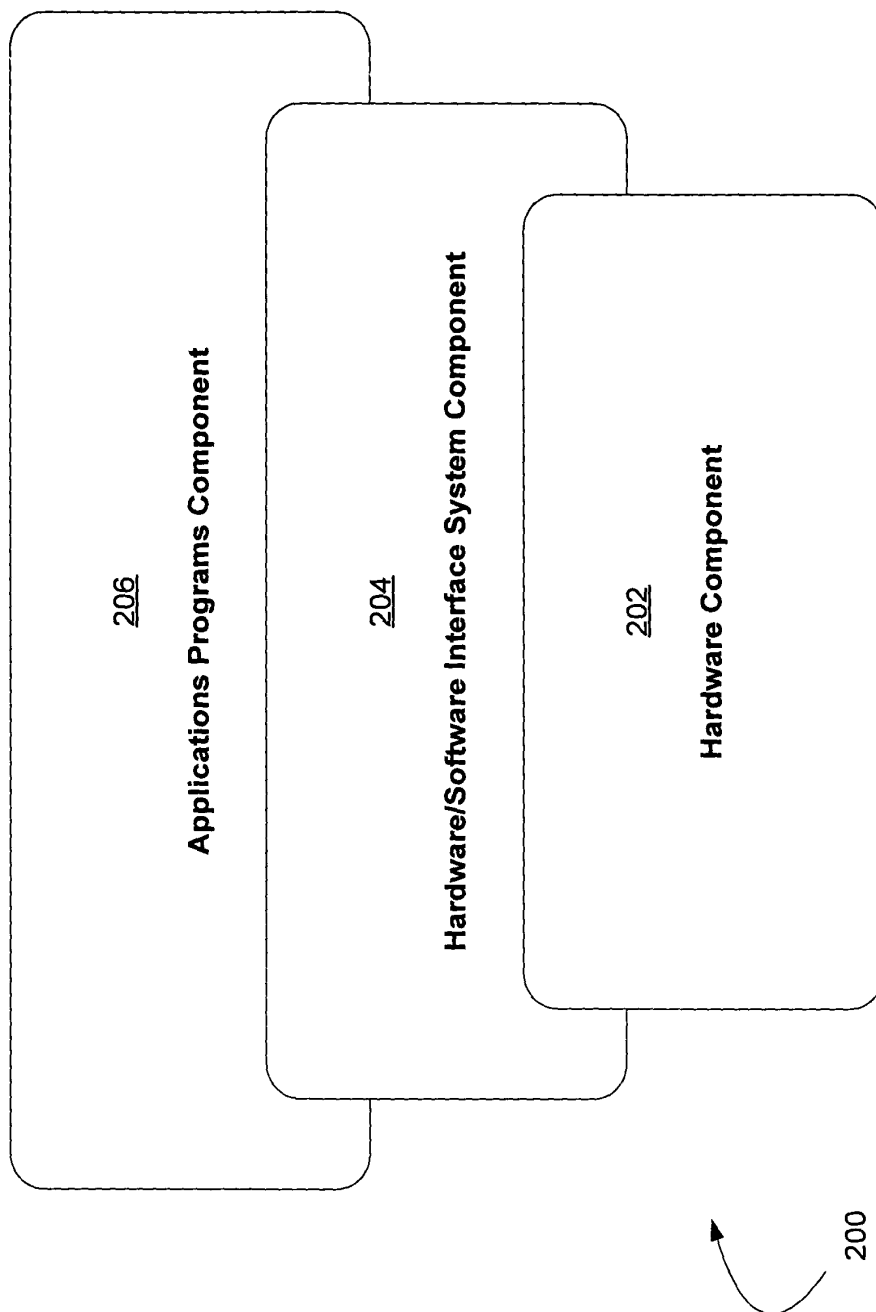 206
Applications Programs Component
204
Hardware/Software Interface System Component
202
Hardware Component
200